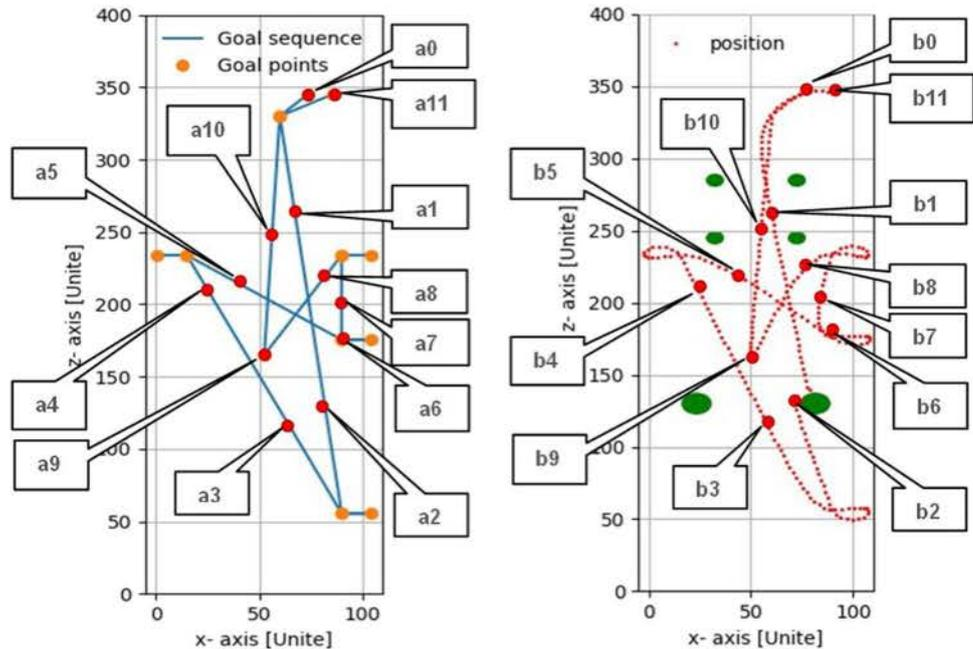 400
350
300
250
200
150
100
50
0
0
50
100
x- axis [Unite]
z- axis [Unite]
Goal sequence
Goal points
a0
a11
a10
a5
a1
a8
a7
a4
a6
a9
a3
a2
400
350
300
250
200
150
100
50
0
0
50
100
x- axis [Unite]
z- axis [Unite]
position
b0
b11
b10
b5
b1
b8
b7
b4
b6
b9
b3
b2